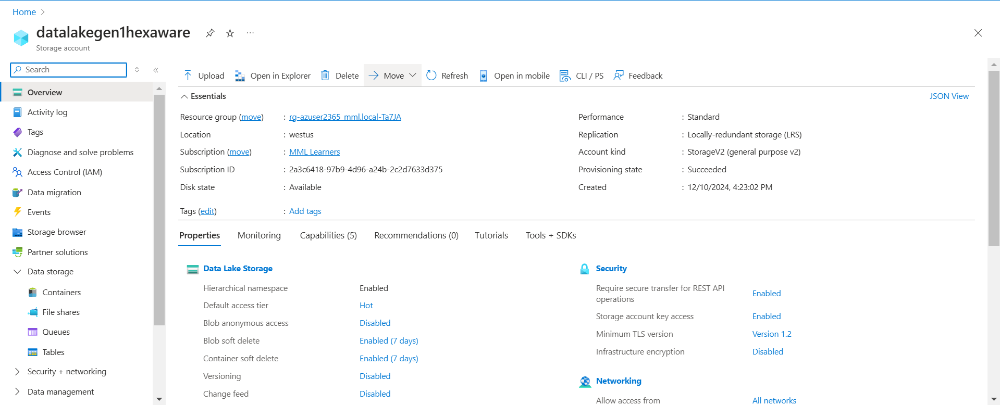 Home
datalakegen1hexaware
Storage account
Search
Overview
Activity log
Tags
Diagnose and solve problems
Access Control (IAM)
Data migration
Events
Storage browser
Partner solutions
Data storage
Containers
File shares
Queues
Tables
Security + networking
Data management
Upload Open in Explorer Delete Move Refresh Open in mobile CLI / PS Feedback
Essentials
JSON View
Resource group (move) : rg-azuser2365_mml.local-Ta7JA
Location : westus
Subscription (move) : MML Learners
Subscription ID : 2a3c6418-97b9-4d96-a24b-2c2d7633d375
Disk state : Available
Performance : Standard
Replication : Locally-redundant storage (LRS)
Account kind : StorageV2 (general purpose v2)
Provisioning state : Succeeded
Created : 12/10/2024, 4:23:02 PM
Tags (edit) : Add tags
Properties Monitoring Capabilities (5) Recommendations (0) Tutorials Tools + SDKs
Data Lake Storage
Hierarchical namespace Enabled
Default access tier Hot
Blob anonymous access Disabled
Blob soft delete Enabled (7 days)
Container soft delete Enabled (7 days)
Versioning Disabled
Change feed Disabled
Security
Require secure transfer for REST API
operations Enabled
Storage account key access Enabled
Minimum TLS version Version 1.2
Infrastructure encryption Disabled
Networking
Allow access from All networks